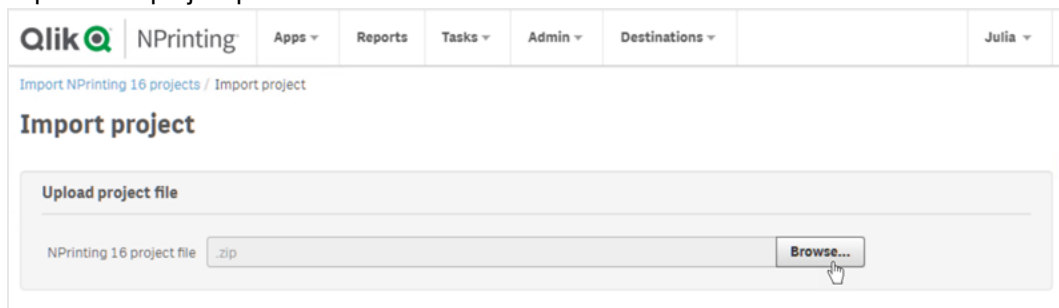 Qlik NPrinting Apps Reports Tasks Admin Destinations Julia
Import NPrinting 16 projects / Import project
Import project
Upload project file
NPrinting 16 project file .zip Browse...